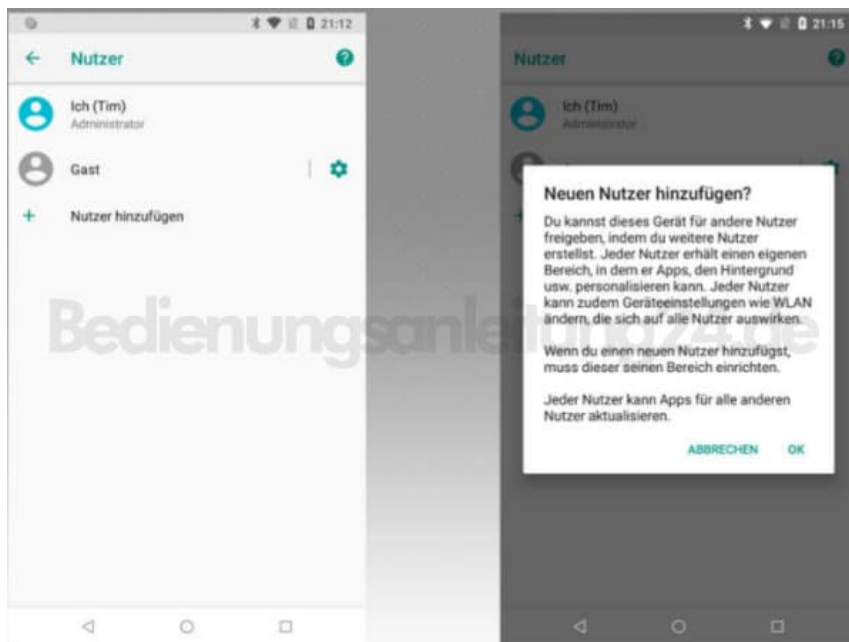 21:12
Nutzer
Ich (Tim)
Administrator
Gast
Nutzer hinzufügen
21:15
Nutzer
Ich (Tim)
Administrator
Neuen Nutzer hinzufügen?
Du kannst dieses Gerät für andere Nutzer
freigeben, indem du weitere Nutzer
erstellst. Jeder Nutzer erhält einen eigenen
Bereich, in dem er Apps, den Hintergrund
usw. personalisieren kann. Jeder Nutzer
kann zudem Geräteeinstellungen wie WLAN
ändern, die sich auf alle Nutzer auswirken.
Wenn du einen neuen Nutzer hinzufügst,
muss dieser seinen Bereich einrichten.
Jeder Nutzer kann Apps für alle anderen
Nutzer aktualisieren.
ABBRECHEN OK
Bedienungsanleitung24.de